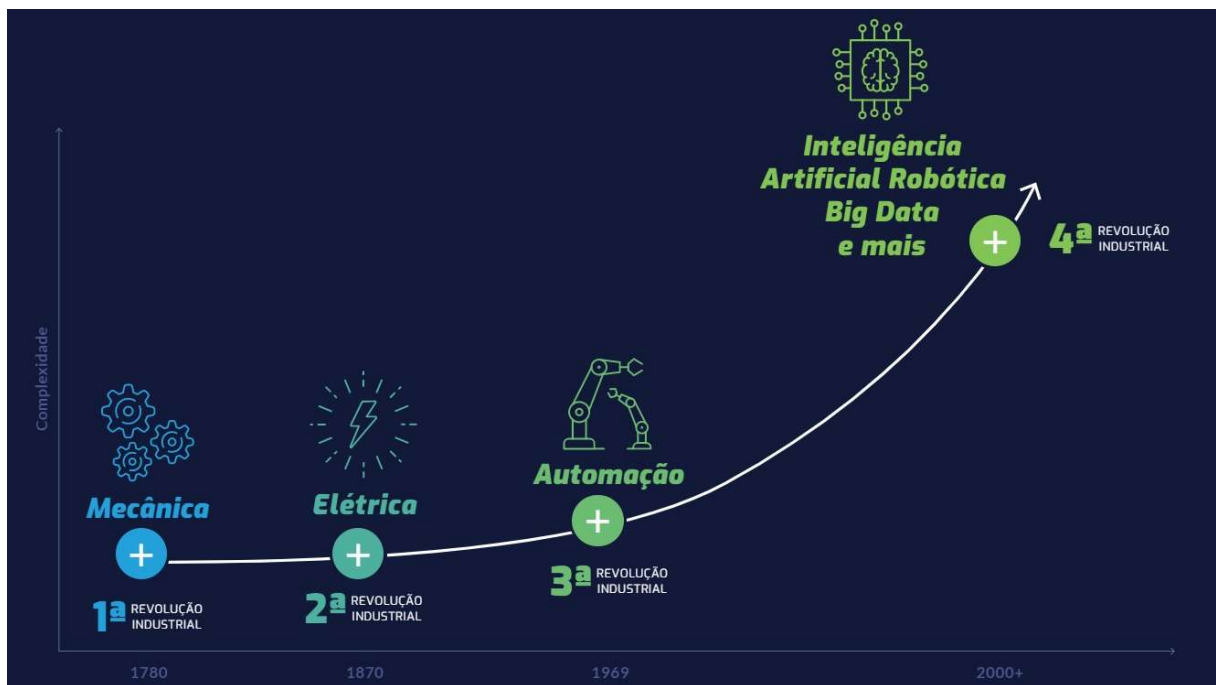 Inteligência
Artificial Robótica
Big Data
e mais
4ª REVOLUÇÃO
INDUSTRIAL
Complexidade
Automação
Mecânica
Elétrica
3ª REVOLUÇÃO
INDUSTRIAL
1ª REVOLUÇÃO
INDUSTRIAL
2ª REVOLUÇÃO
INDUSTRIAL
1780
1870
1969
2000+